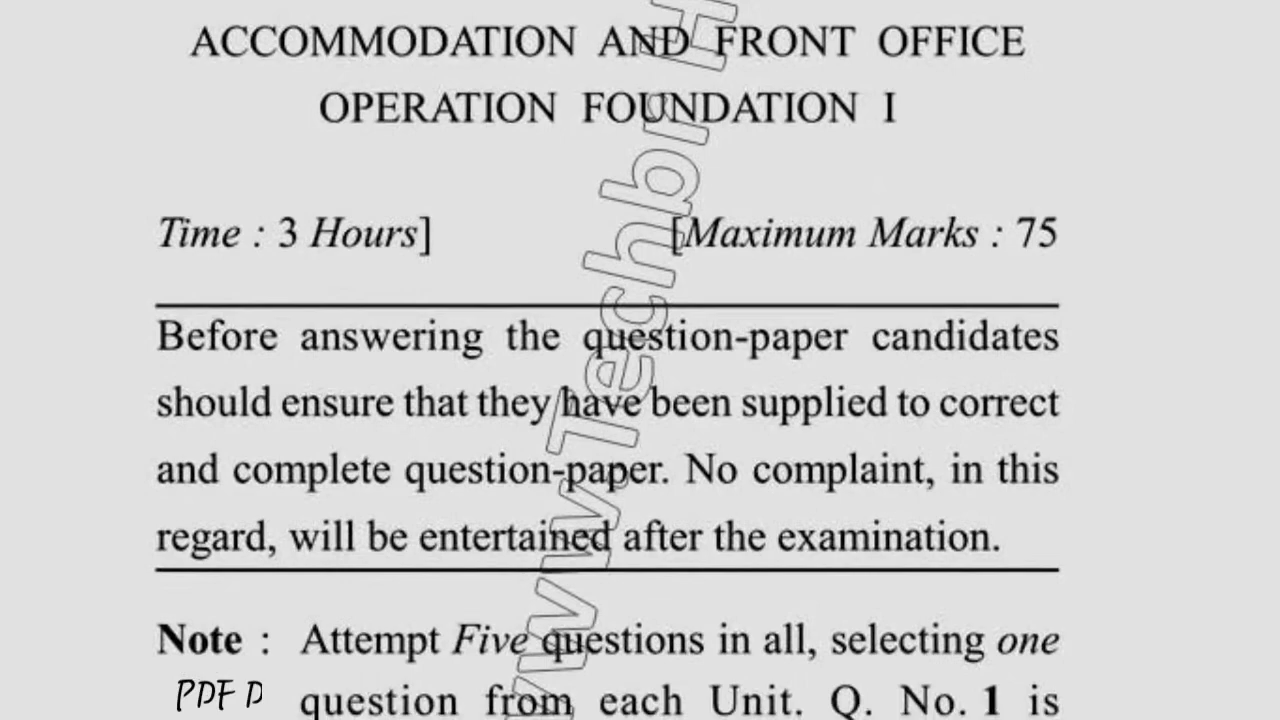 ACCOMMODATION AND FRONT OFFICE
OPERATION FOUNDATION I
Time : 3 Hours] [Maximum Marks : 75
Before answering the question-paper candidates
should ensure that they have been supplied to correct
and complete question-paper. No complaint, in this
regard, will be entertained after the examination.
Note : Attempt Five questions in all, selecting one
question from each Unit. Q. No. 1 is
PDF D